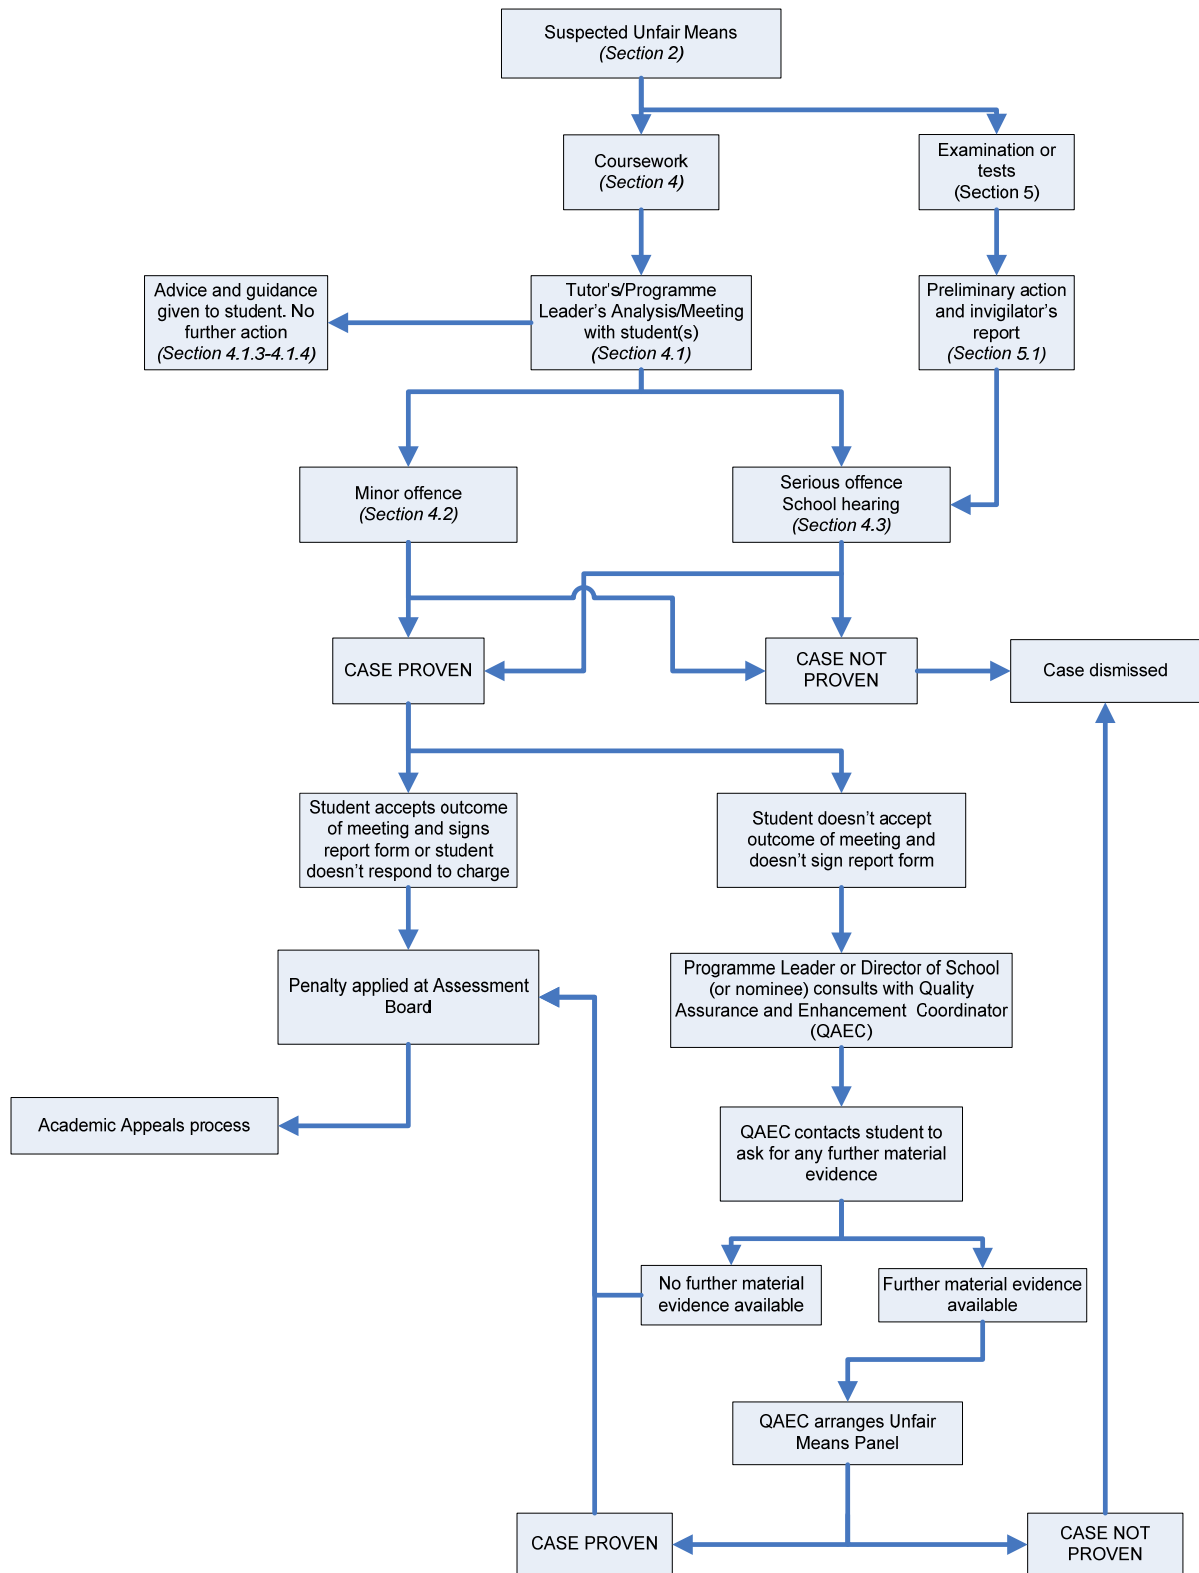 Suspected Unfair Means
(Section 2)
Coursework
(Section 4)
Examination or
tests
(Section 5)
Advice and guidance
given to student. No
further action
(Section 4.1.3-4.1.4)
Tutor's/Programme
Leader's Analysis/Meeting
with student(s)
(Section 4.1)
Preliminary action
and invigilator's
report
(Section 5.1)
Minor offence
(Section 4.2)
Serious offence
School hearing
(Section 4.3)
CASE PROVEN
CASE NOT
PROVEN
Case dismissed
Student accepts outcome
of meeting and signs
report form or student
doesn't respond to charge
Student doesn't accept
outcome of meeting and
doesn't sign report form
Penalty applied at Assessment
Board
Programme Leader or Director of School
(or nominee) consults with Quality
Assurance and Enhancement Coordinator
(QAEC)
Academic Appeals process
QAEC contacts student to
ask for any further material
evidence
No further material
evidence available
Further material evidence
available
QAEC arranges Unfair
Means Panel
CASE PROVEN
CASE NOT
PROVEN